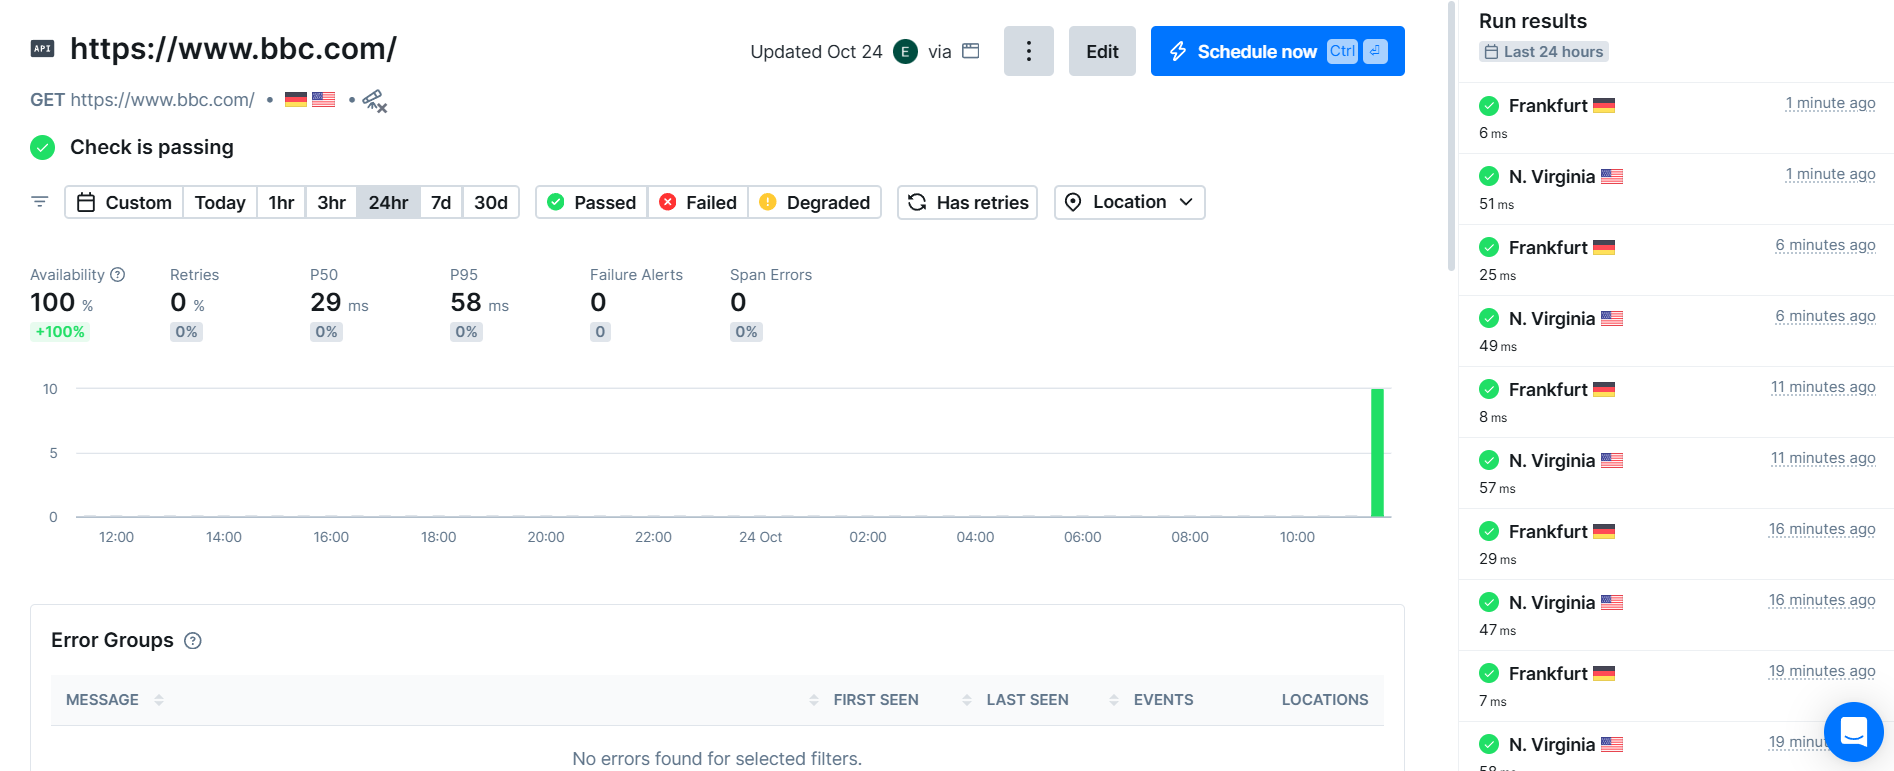 API https://www.bbc.com/
Updated Oct 24 E via
Edit
Schedule now Ctrl
GET https://www.bbc.com/
Check is passing
Custom Today 1hr 3hr 24hr 7d 30d Passed Failed Degraded Has retries Location
Availability Retries P50 P95 Failure Alerts Span Errors
100 % 0 % 29 ms 58 ms 0 0
+100% 0% 0% 0% 0 0%
10
5
0
12:00 14:00 16:00 18:00 20:00 22:00 24 Oct 02:00 04:00 06:00 08:00 10:00
Error Groups
MESSAGE FIRST SEEN LAST SEEN EVENTS LOCATIONS
No errors found for selected filters.
Run results
Last 24 hours
Frankfurt 1 minute ago
6 ms
N. Virginia 1 minute ago
51 ms
Frankfurt 6 minutes ago
25 ms
N. Virginia 6 minutes ago
49 ms
Frankfurt 11 minutes ago
8 ms
N. Virginia 11 minutes ago
57 ms
Frankfurt 16 minutes ago
29 ms
N. Virginia 16 minutes ago
47 ms
Frankfurt 19 minutes ago
7 ms
N. Virginia 19